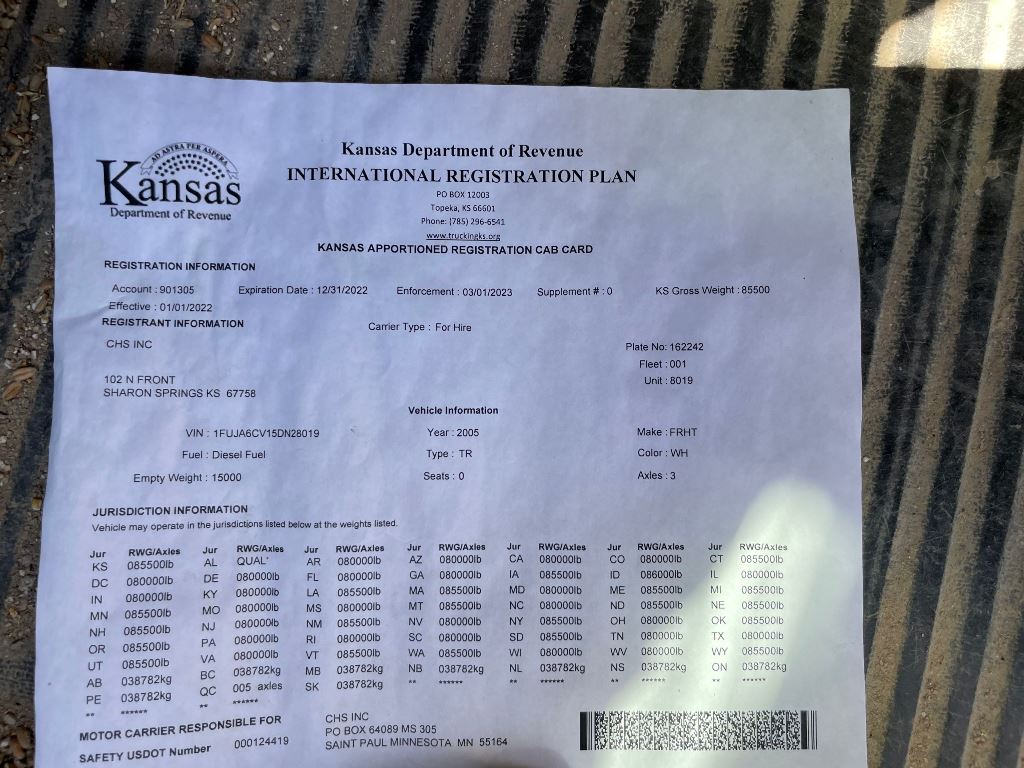 AD ASTRA PER ASPERA
Kansas
Department of Revenue
Kansas Department of Revenue
INTERNATIONAL REGISTRATION PLAN
PO BOX 12003
Topeka, KS 66601
Phone: (785) 296-6541
www.truckingks.org
KANSAS APPORTIONED REGISTRATION CAB CARD
REGISTRATION INFORMATION
Account : 901305 Expiration Date : 12/31/2022 Enforcement : 03/01/2023 Supplement # : 0 KS Gross Weight : 85500
Effective : 01/01/2022
REGISTRANT INFORMATION
Carrier Type : For Hire
CHS INC
Plate No: 162242
Fleet : 001
102 N FRONT
Unit : 8019
SHARON SPRINGS KS 67758
Vehicle Information
VIN : 1FUJA6CV15DN28019 Year : 2005 Make : FRHT
Fuel : Diesel Fuel Type : TR Color : WH
Empty Weight : 15000 Seats : 0 Axles : 3
JURISDICTION INFORMATION
Vehicle may operate in the jurisdictions listed below at the weights listed.
Jur RWG/Axles Jur RWG/Axles Jur RWG/Axles Jur RWG/Axles Jur RWG/Axles Jur RWG/Axles Jur RWG/Axles
KS 085500lb AL QUAL* AR 080000lb AZ 080000lb CA 080000lb CO 080000lb CT 085500lb
DC 080000lb DE 080000lb FL 080000lb GA 080000lb IA 085500lb ID 086000lb IL 080000lb
IN 080000lb KY 080000lb LA 085500lb MA 085500lb MD 080000lb ME 085500lb MI 085500lb
MN 085500lb MO 080000lb MS 080000lb MT 085500lb NC 080000lb ND 085500lb NE 085500lb
NH 085500lb NJ 080000lb NM 085500lb NV 080000lb NY 085500lb OH 080000lb OK 085500lb
OR 085500lb PA 080000lb RI 080000lb SC 080000lb SD 085500lb TN 080000lb TX 080000lb
UT 085500lb VA 080000lb VT 085500lb WA 085500lb WI 080000lb WV 080000lb WY 085500lb
AB 038782kg BC 038782kg MB 038782kg NB 038782kg NL 038782kg NS 038782kg ON 038782kg
PE 038782kg QC 005 axles SK 038782kg ** ****** ** ****** ** ****** ** ******
** ****** ** ******
MOTOR CARRIER RESPONSIBLE FOR CHS INC
PO BOX 64089 MS 305
SAFETY USDOT Number 000124419 SAINT PAUL MINNESOTA MN 55164